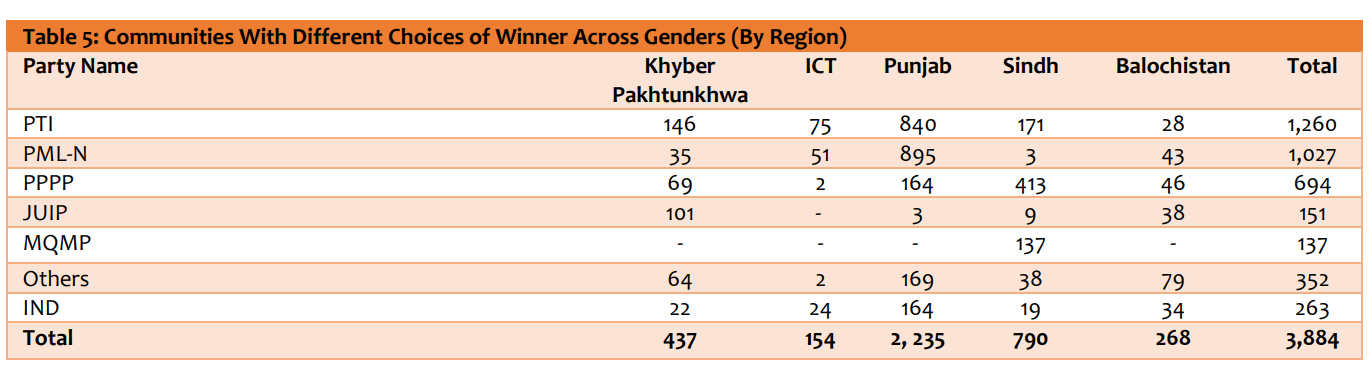 Table 5: Communities With Different Choices of Winner Across Genders (By Region)
Party Name Khyber Pakhtunkhwa ICT Punjab Sindh Balochistan Total
PTI 146 75 840 171 28 1,260
PML-N 35 51 895 3 43 1,027
PPPP 69 2 164 413 46 694
JUIP 101 - 3 9 38 151
MQMP - - - 137 - 137
Others 64 2 169 38 79 352
IND 22 24 164 19 34 263
Total 437 154 2, 235 790 268 3,884